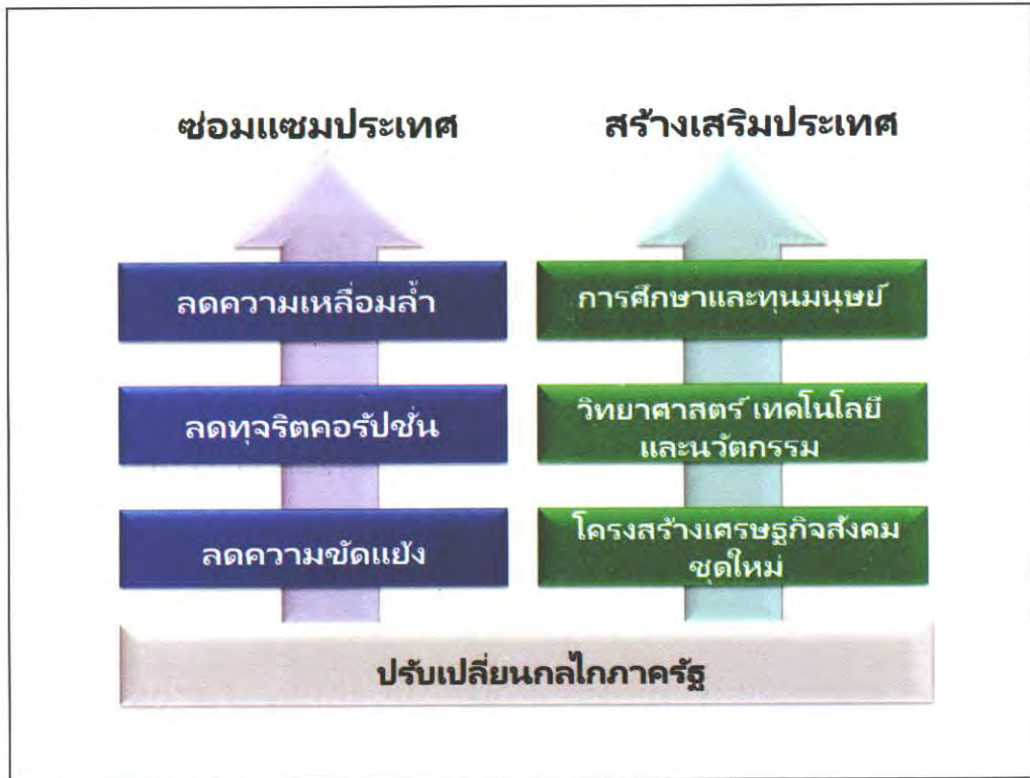 ซ่อมแซมประเทศ
ลดความเหลื่อมล้ำ
ลดทุจริตคอรัปชั่น
ลดความขัดแย้ง
สร้างเสริมประเทศ
การศึกษาและทุนมนุษย์
วิทยาศาสตร์ เทคโนโลยี
และนวัตกรรม
โครงสร้างเศรษฐกิจสังคม
ชุดใหม่
ปรับเปลี่ยนกลไกภาครัฐ